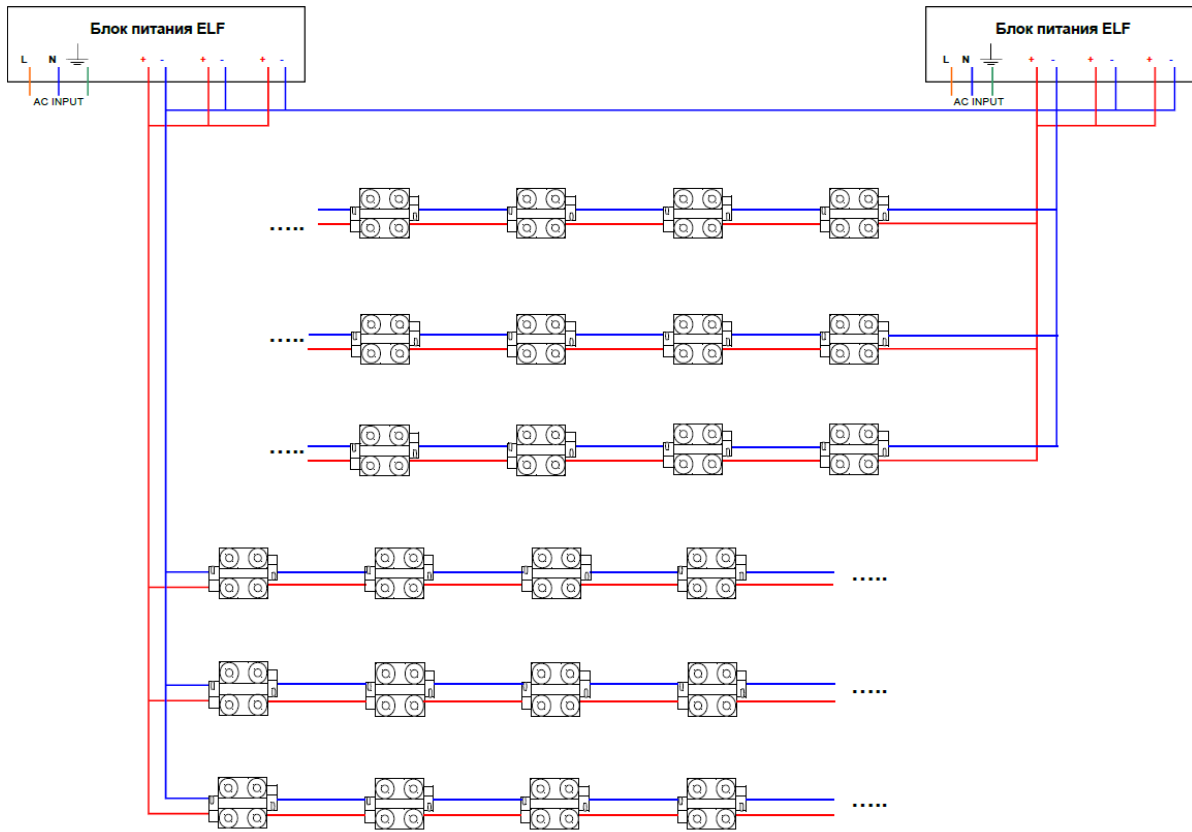 Блок питания ELF
L N + - + - + -
AC INPUT
Блок питания ELF
L N + - + - + -
AC INPUT
.....
.....
.....
.....
.....
.....